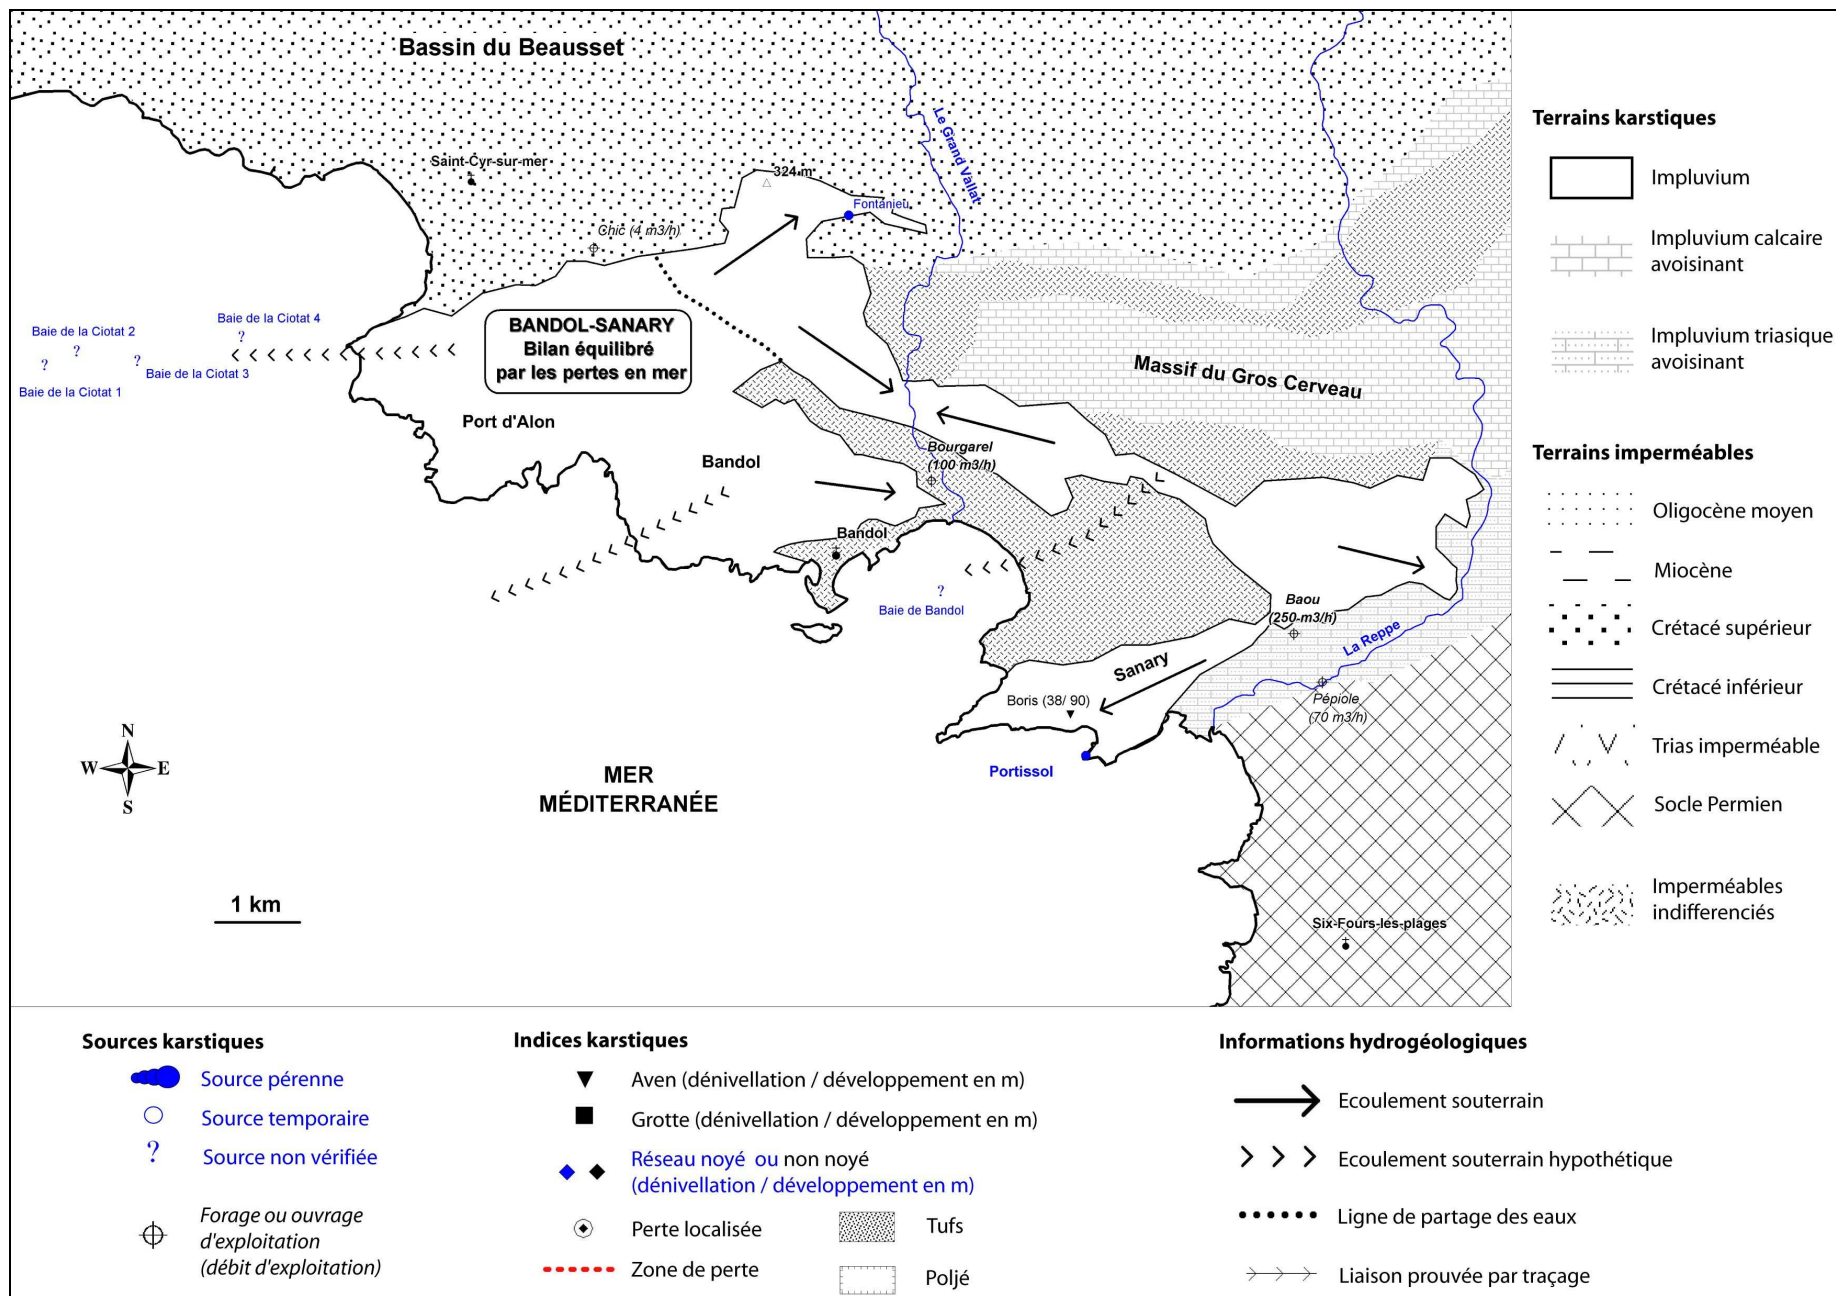 Bassin du Beausset
Le Grand Vallat
Saint-Cyr-sur-mer
324 m
Fontanieu
Chic (4 m3/h)
Baie de la Ciotat 4
Baie de la Ciotat 2
Baie de la Ciotat 3
Baie de la Ciotat 1
BANDOL-SANARY
Bilan équilibré
par les pertes en mer
Massif du Gros Cerveau
Port d'Alon
Bandol
Bourgarel
(100 m3/h)
Bandol
Baie de Bandol
Baou
(250 m3/h)
La Reppe
Sanary
Boris (38/ 90)
Pépiole
(70 m3/h)
Portissol
N
W
E
S
MER
MÉDITERRANÉE
1 km
Six-Fours-les-plages
Terrains karstiques
Impluvium
Impluvium calcaire
avoisinant
Impluvium triasique
avoisinant
Terrains imperméables
Oligocène moyen
Miocène
Crétacé supérieur
Crétacé inférieur
Trias imperméable
Socle Permien
Imperméables
indifferenciés
Sources karstiques
Source pérenne
Source temporaire
? Source non vérifiée
Forage ou ouvrage
d'exploitation
(débit d'exploitation)
Indices karstiques
Aven (dénivellation / développement en m)
Grotte (dénivellation / développement en m)
Réseau noyé ou non noyé
(dénivellation / développement en m)
Perte localisée
Zone de perte
Tufs
Poljé
Informations hydrogéologiques
Ecoulement souterrain
Ecoulement souterrain hypothétique
Ligne de partage des eaux
Liaison prouvée par traçage